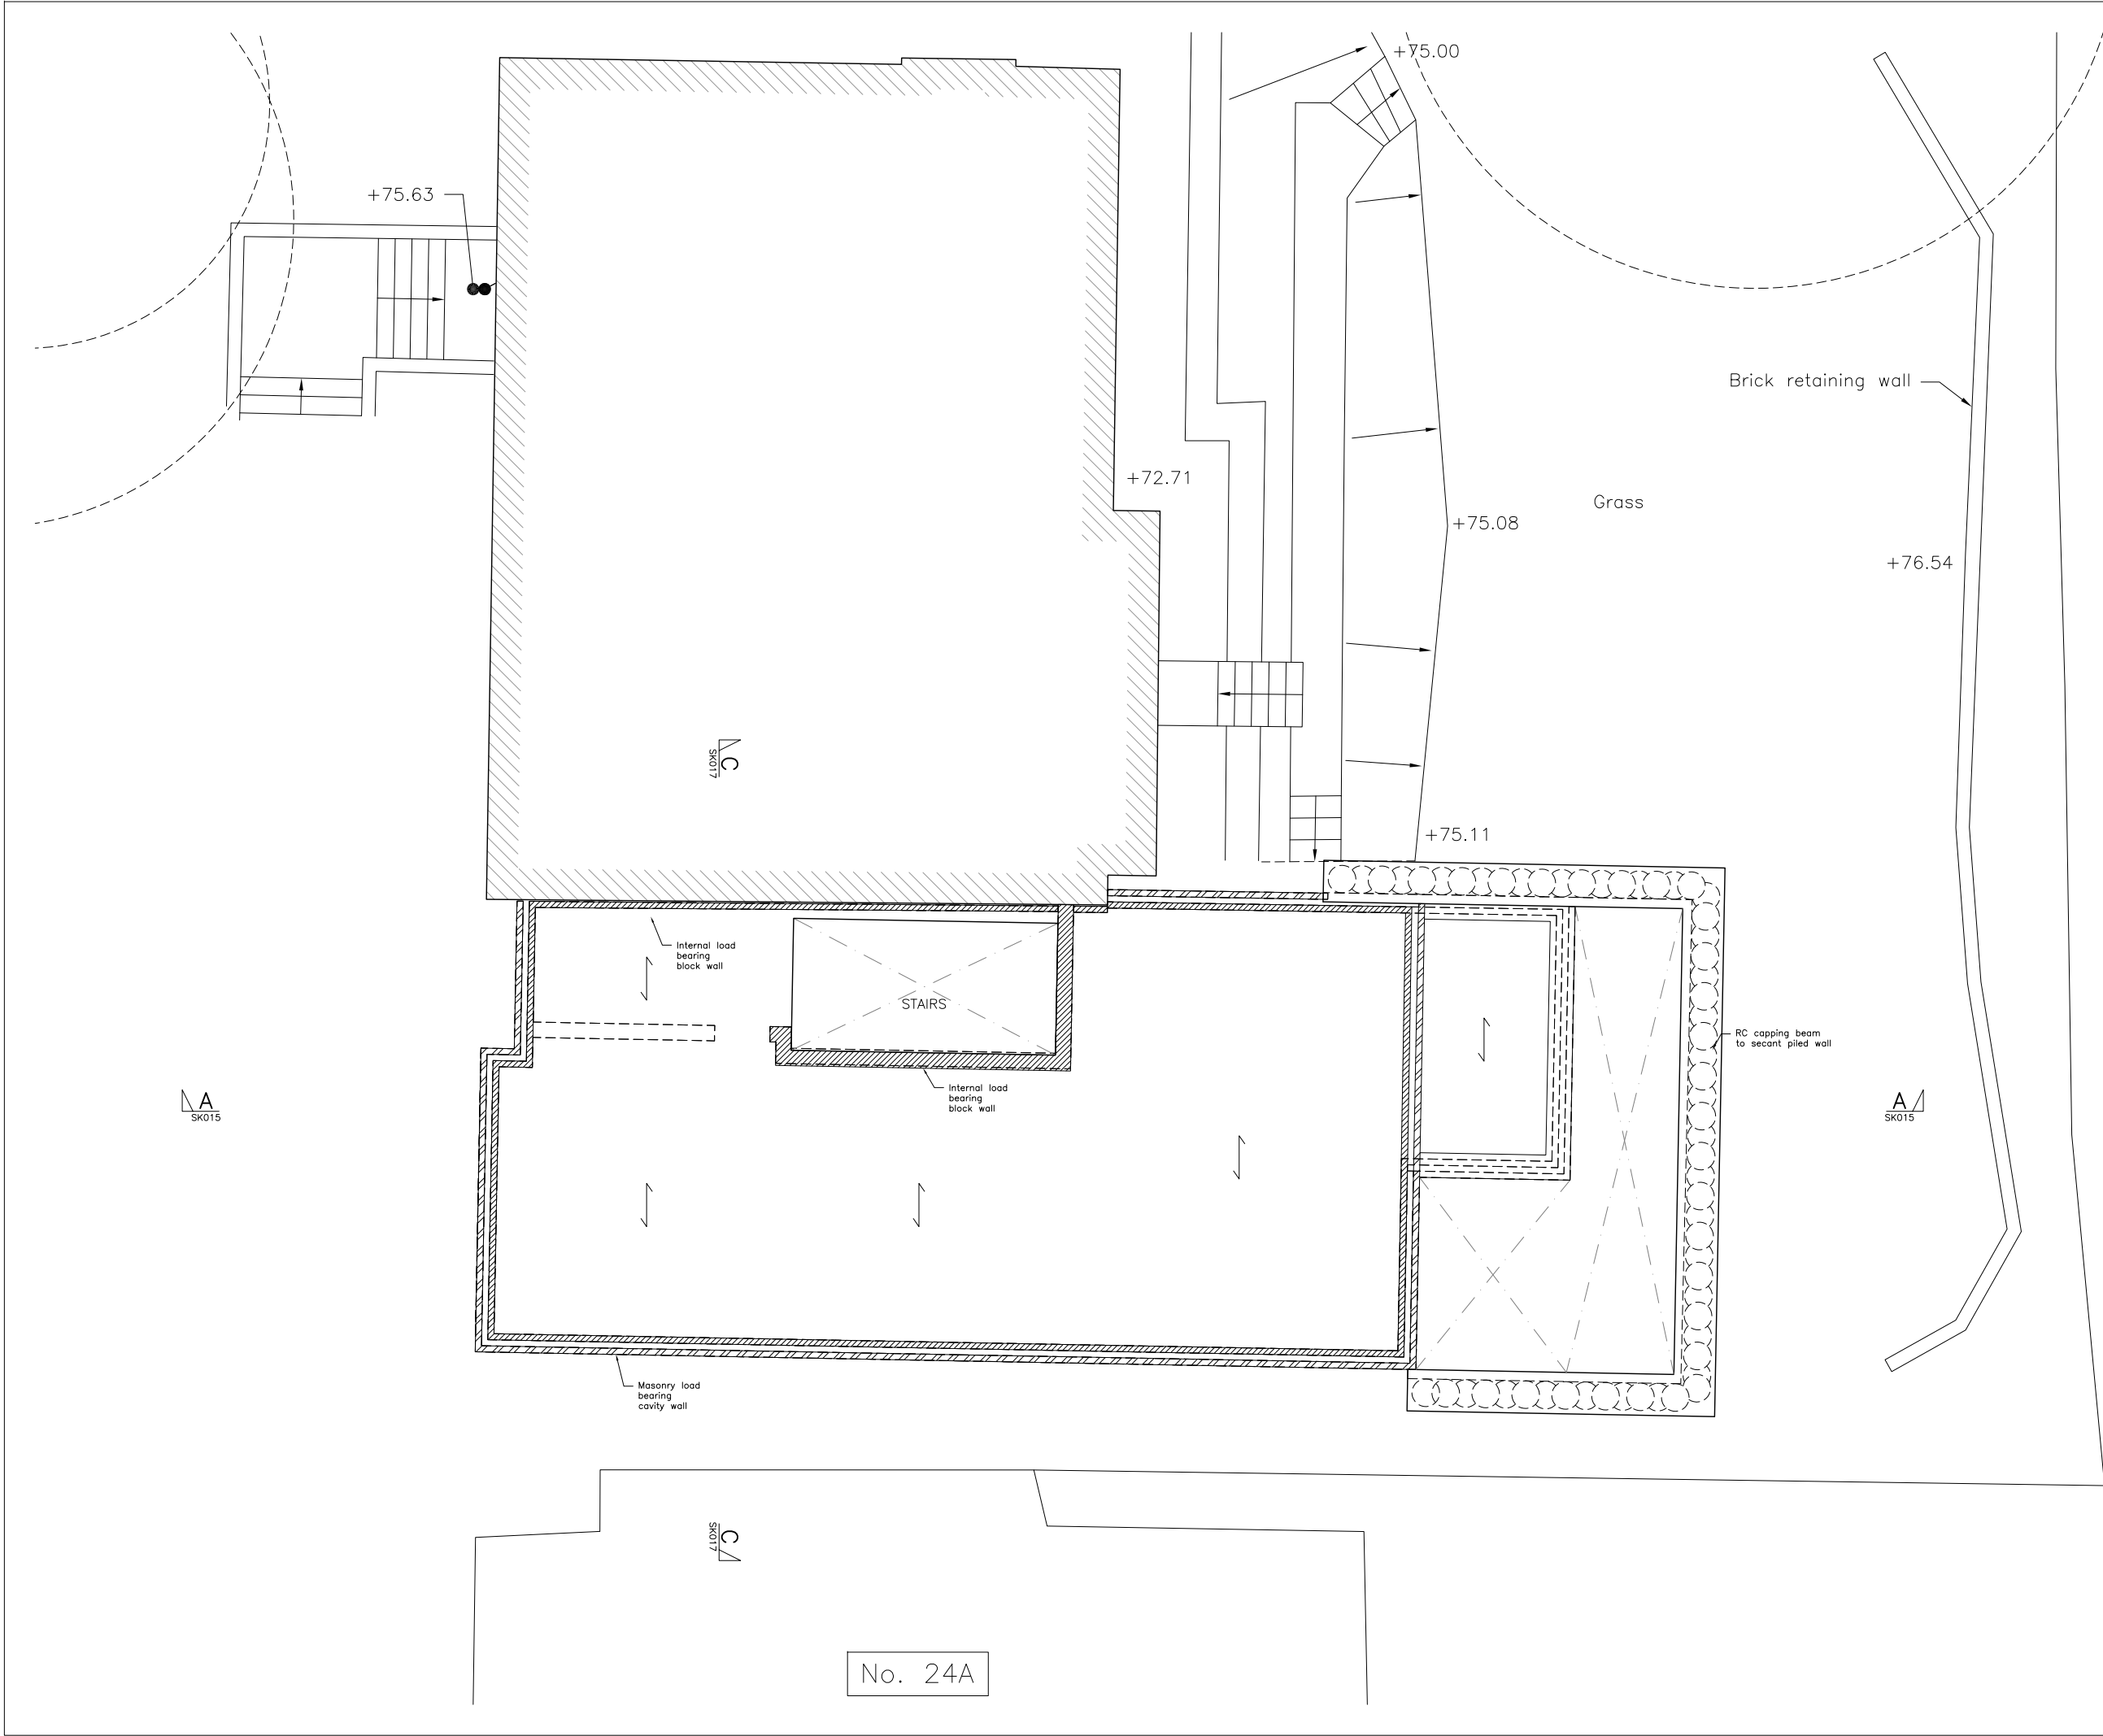 +75.00
+75.63
Brick retaining wall
+72.71
Grass
+75.08
+76.54
C
SK017
+75.11
Internal load
bearing
block wall
STAIRS
RC capping beam
to secant piled wall
Internal load
bearing
block wall
A
SK015
A
SK015
Masonry load
bearing
cavity wall
C
SK017
No. 24A